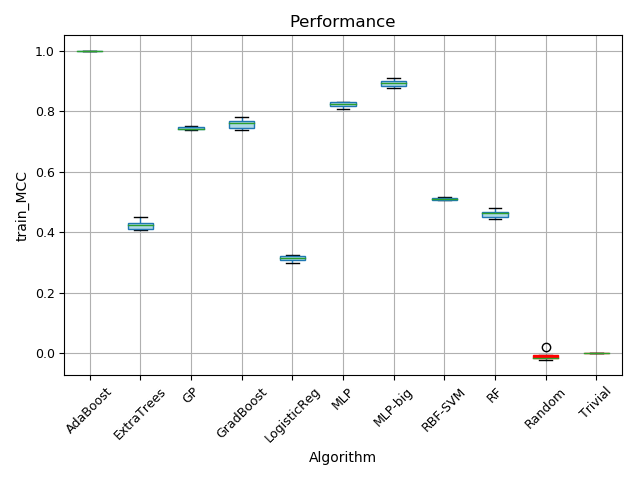 Performance
train_MCC
1.0
0.8
0.6
0.4
0.2
0.0
AdaBoost
ExtraTrees
GP
GradBoost
LogisticReg
MLP
MLP-big
RBF-SVM
RF
Random
Trivial
Algorithm